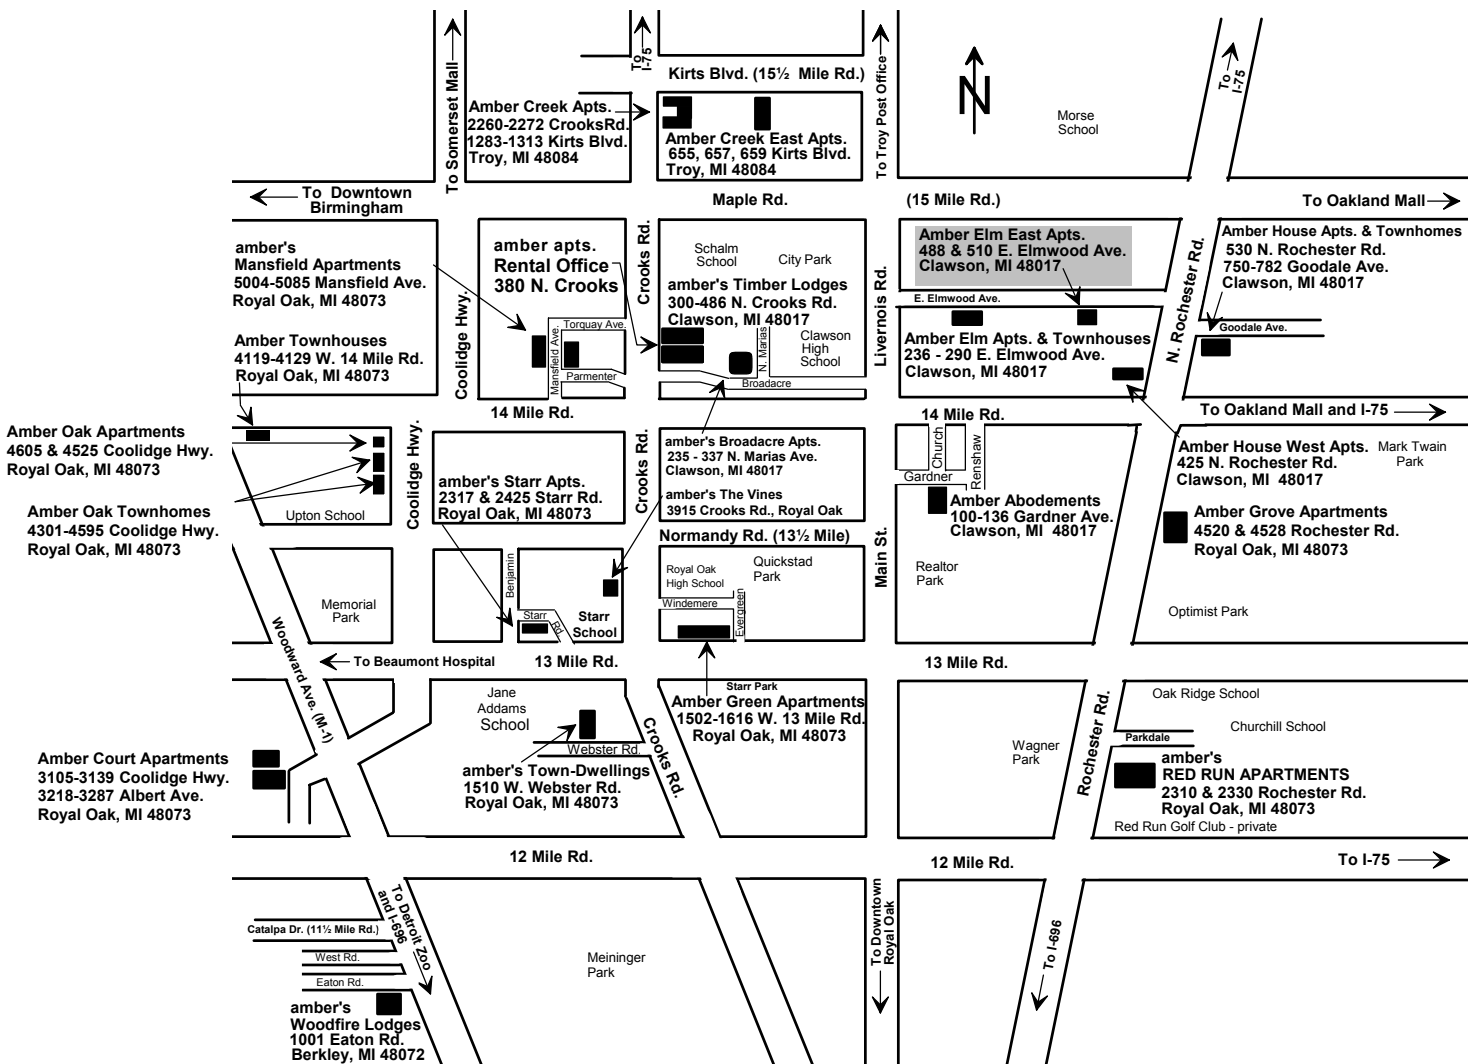 To
I-75
Kirts Blvd. (15½ Mile Rd.)
To Somerset Mall
To Troy Post Office
N
To
I-75
Morse
School
Amber Creek Apts.
2260-2272 CrooksRd.
1283-1313 Kirts Blvd.
Troy, MI 48084
Amber Creek East Apts.
655, 657, 659 Kirts Blvd.
Troy, MI 48084
To Downtown
Birmingham
Maple Rd.
(15 Mile Rd.)
To Oakland Mall
amber's
Mansfield Apartments
5004-5085 Mansfield Ave.
Royal Oak, MI 48073
amber apts.
Rental Office
380 N. Crooks
Crooks Rd.
Schalm
School
City Park
amber's Timber Lodges
300-486 N. Crooks Rd.
Clawson, MI 48017
Livernois Rd.
Amber Elm East Apts.
488 & 510 E. Elmwood Ave.
Clawson, MI 48017
E. Elmwood Ave.
N. Rochester Rd.
Amber House Apts. & Townhomes
530 N. Rochester Rd.
750-782 Goodale Ave.
Clawson, MI 48017
Goodale Ave.
Amber Townhouses
4119-4129 W. 14 Mile Rd.
Royal Oak, MI 48073
Coolidge Hwy.
Torquay Ave.
Mansfield Ave.
Parmenter
N. Marias
Clawson
High
School
Broadacre
Amber Elm Apts. & Townhouses
236 - 290 E. Elmwood Ave.
Clawson, MI 48017
14 Mile Rd.
14 Mile Rd.
To Oakland Mall and I-75
Amber Oak Apartments
4605 & 4525 Coolidge Hwy.
Royal Oak, MI 48073
Amber Oak Townhomes
4301-4595 Coolidge Hwy.
Royal Oak, MI 48073
Upton School
Coolidge Hwy.
amber's Starr Apts.
2317 & 2425 Starr Rd.
Royal Oak, MI 48073
Crooks Rd.
amber's Broadacre Apts.
235 - 337 N. Marias Ave.
Clawson, MI 48017
amber's The Vines
3915 Crooks Rd., Royal Oak
Church
Renshaw
Gardner
Amber Abodements
100-136 Gardner Ave.
Clawson, MI 48017
Amber House West Apts.
425 N. Rochester Rd.
Clawson, MI 48017
Mark Twain
Park
Amber Grove Apartments
4520 & 4528 Rochester Rd.
Royal Oak, MI 48073
Normandy Rd. (13½ Mile)
Main St.
Memorial
Park
Benjamin
Starr
Rd.
Starr
School
Royal Oak
High School
Quickstad
Park
Windemere
Evergreen
Realtor
Park
Optimist Park
Woodward Ave. (M-1)
To Beaumont Hospital
13 Mile Rd.
13 Mile Rd.
Jane
Addams
School
Webster Rd.
Crooks Rd.
Starr Park
Amber Green Apartments
1502-1616 W. 13 Mile Rd.
Royal Oak, MI 48073
Rochester Rd.
Oak Ridge School
Churchill School
Parkdale
Wagner
Park
Amber Court Apartments
3105-3139 Coolidge Hwy.
3218-3287 Albert Ave.
Royal Oak, MI 48073
amber's Town-Dwellings
1510 W. Webster Rd.
Royal Oak, MI 48073
amber's
RED RUN APARTMENTS
2310 & 2330 Rochester Rd.
Royal Oak, MI 48073
Red Run Golf Club - private
12 Mile Rd.
12 Mile Rd.
To I-75
To Detroit Zoo
and I-696
To Downtown
Royal Oak
To I-696
Catalpa Dr. (11½ Mile Rd.)
West Rd.
Eaton Rd.
Meininger
Park
amber's
Woodfire Lodges
1001 Eaton Rd.
Berkley, MI 48072